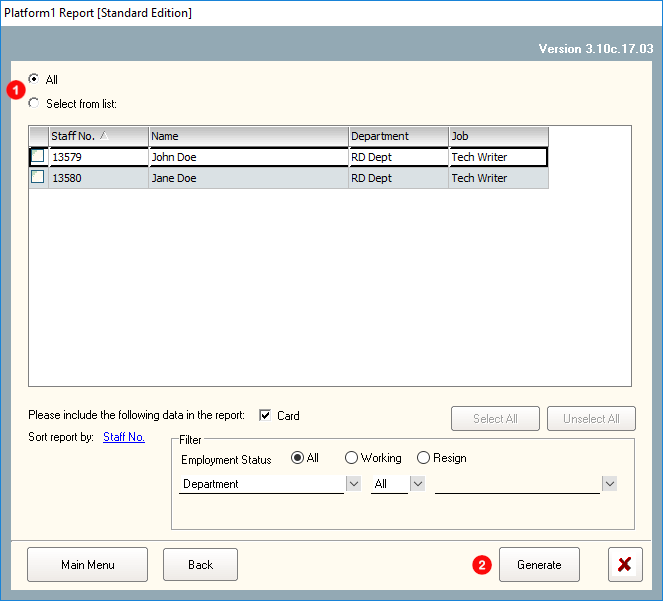 Platform1 Report [Standard Edition]
Version 3.10c.17.03
1
All
Select from list:
Staff No. Name Department Job
13579 John Doe RD Dept Tech Writer
13580 Jane Doe RD Dept Tech Writer
Please include the following data in the report: Card
Select All Unselect All
Sort report by: Staff No.
Filter
Employment Status All Working Resign
Department All
Main Menu Back 2 Generate